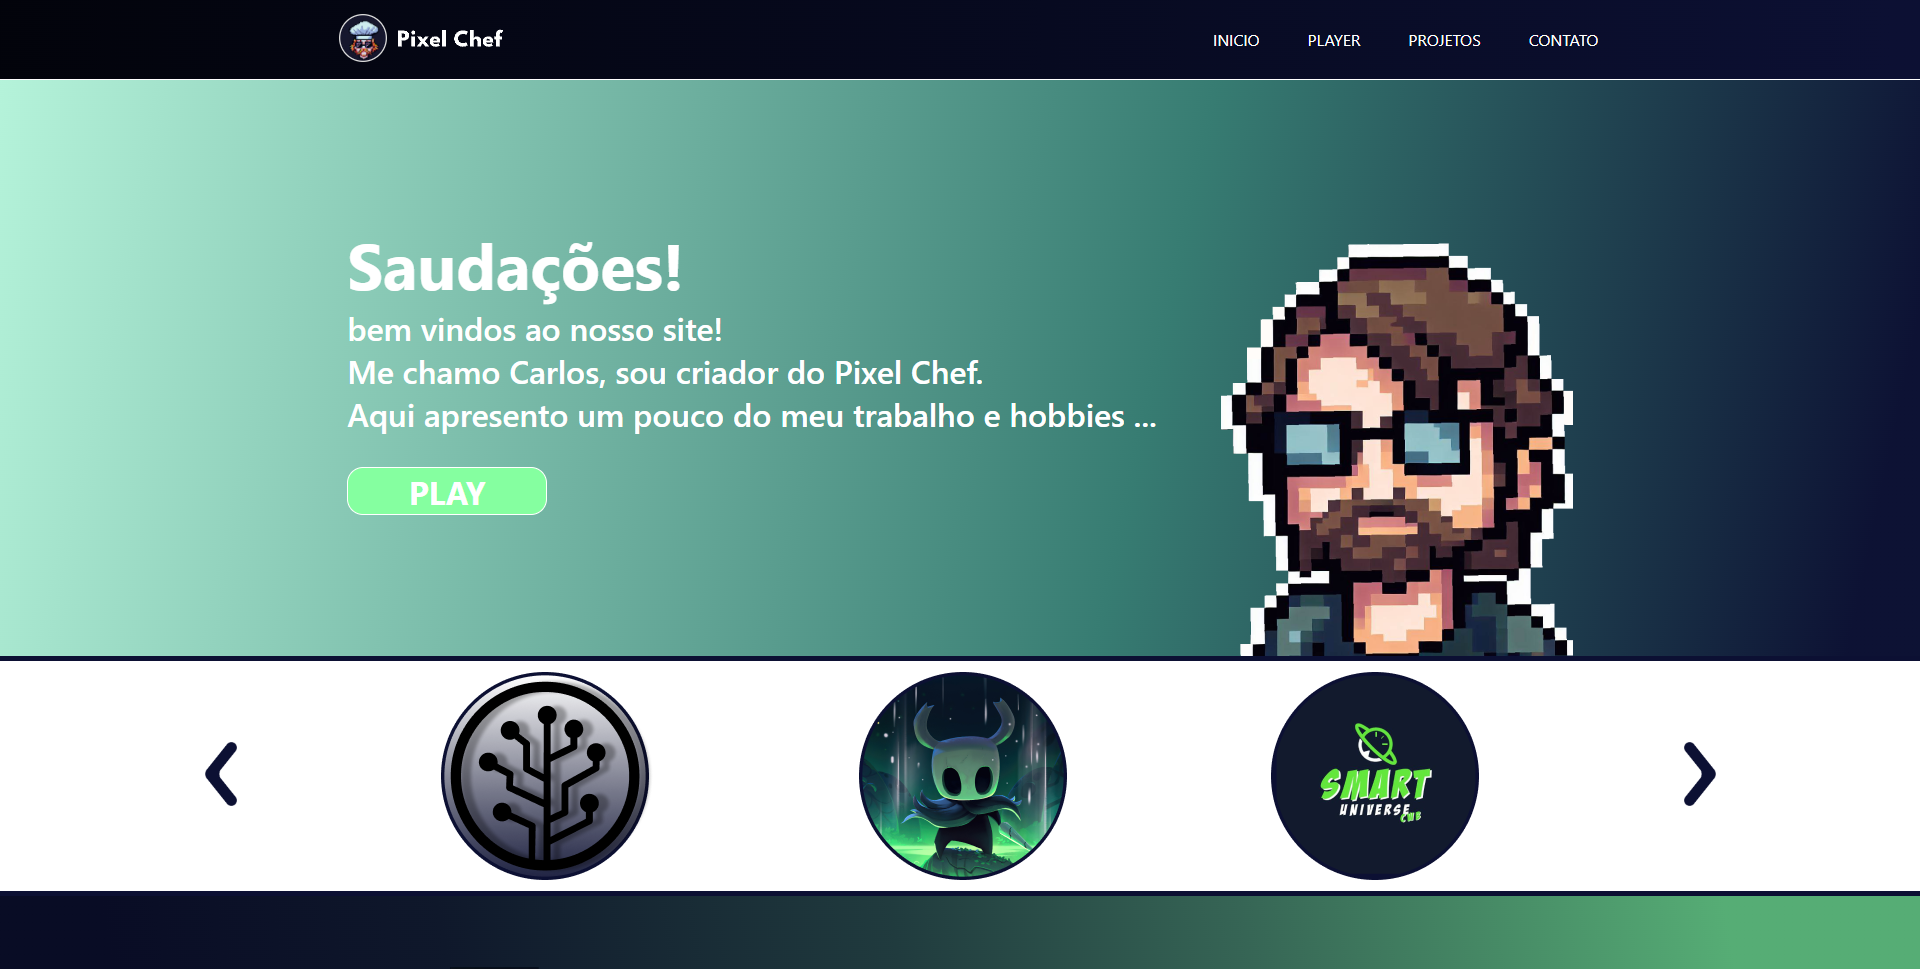 Pixel Chef
INICIO PLAYER PROJETOS CONTATO
Saudações!
bem vindos ao nosso site!
Me chamo Carlos, sou criador do Pixel Chef.
Aqui apresento um pouco do meu trabalho e hobbies ...
PLAY
SMART
UNIVERSE
CWB